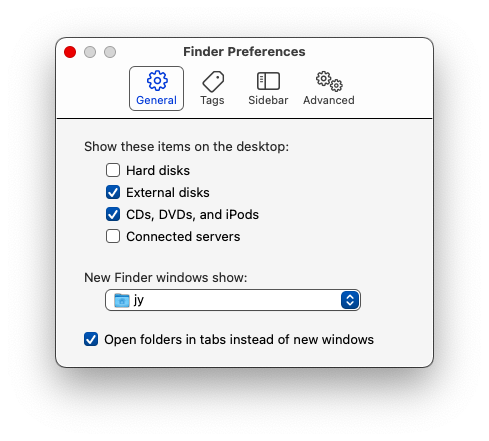 Finder Preferences
General Tags Sidebar Advanced
Show these items on the desktop:
Hard disks
External disks
CDs, DVDs, and iPods
Connected servers
New Finder windows show:
jy
Open folders in tabs instead of new windows